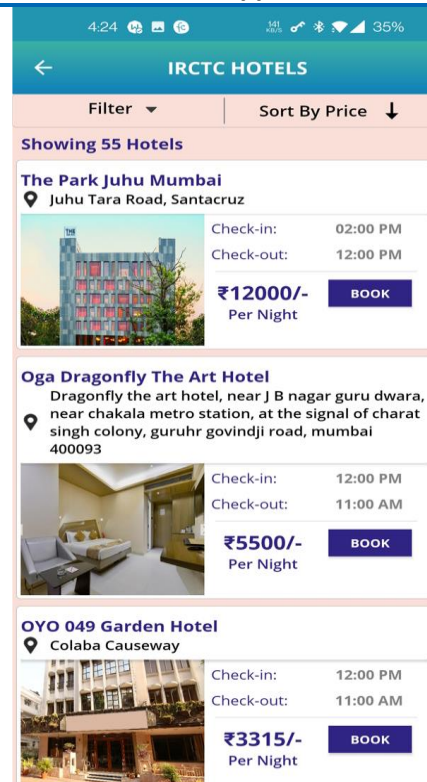 4:24
141
KB/S
35%
IRCTC HOTELS
Filter
Sort By Price
Showing 55 Hotels
The Park Juhu Mumbai
Juhu Tara Road, Santacruz
Check-in: 02:00 PM
Check-out: 12:00 PM
₹12000/-
Per Night
BOOK
Oga Dragonfly The Art Hotel
Dragonfly the art hotel, near J B nagar guru dwara,
near chakala metro station, at the signal of charat
singh colony, guruhr govindji road, mumbai
400093
Check-in: 12:00 PM
Check-out: 11:00 AM
₹5500/-
Per Night
BOOK
OYO 049 Garden Hotel
Colaba Causeway
Check-in: 12:00 PM
Check-out: 11:00 AM
₹3315/-
Per Night
BOOK